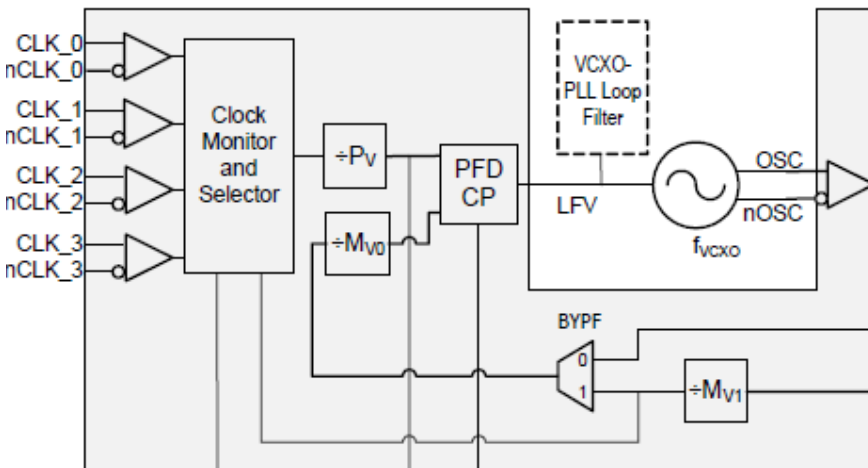 CLK_0
nCLK_0
CLK_1
nCLK_1
CLK_2
nCLK_2
CLK_3
nCLK_3
Clock
Monitor
and
Selector
÷PV
÷MV0
PFD
CP
LFV
VCXO-
PLL Loop
Filter
fVCXO
OSC
nOSC
BYPF
0
1
÷MV1